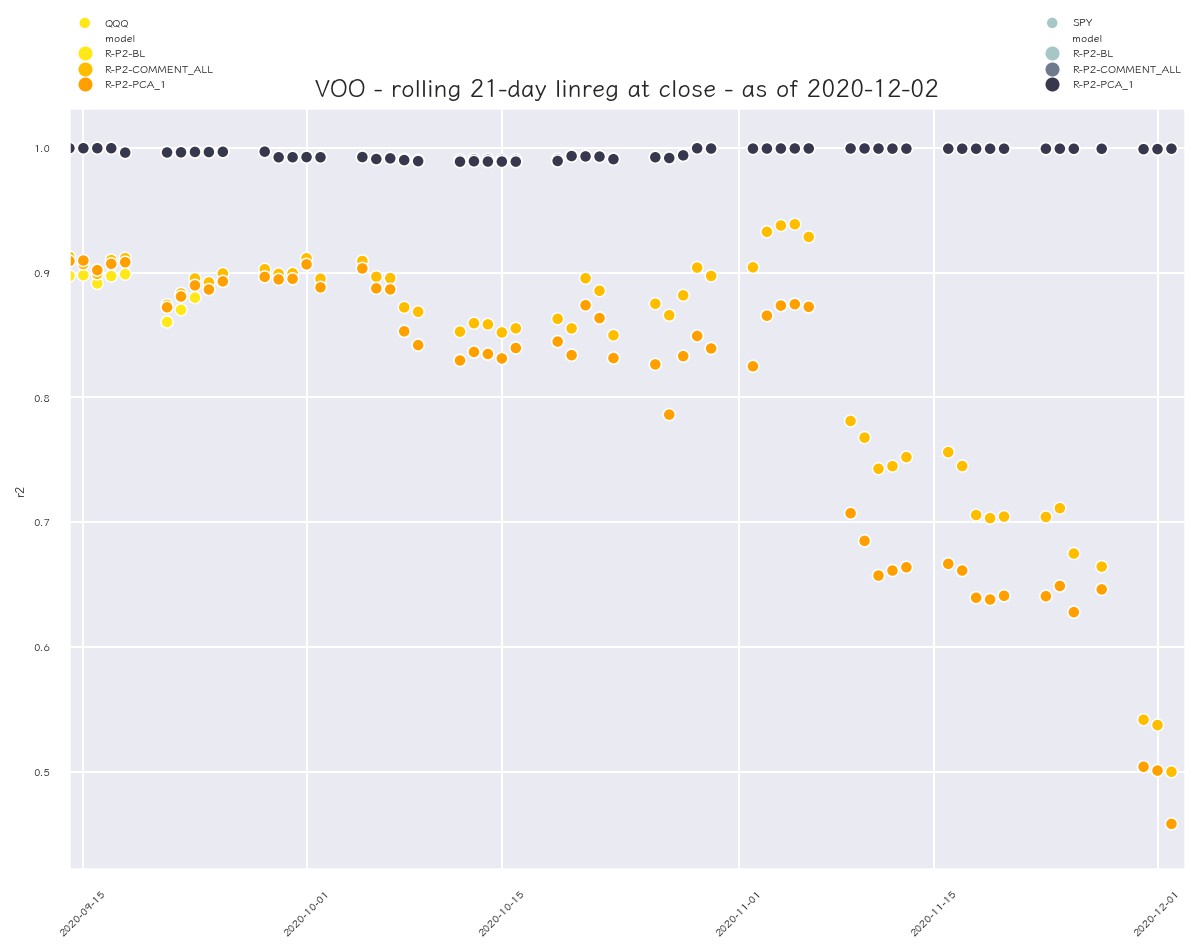 QQQ
model
R-P2-BL
R-P2-COMMENT_ALL
R-P2-PCA_1
SPY
model
R-P2-BL
R-P2-COMMENT_ALL
R-P2-PCA_1
VOO - rolling 21-day linreg at close - as of 2020-12-02
1.0
0.9
0.8
0.7
0.6
0.5
r2
2020-09-15
2020-10-01
2020-10-15
2020-11-01
2020-11-15
2020-12-01